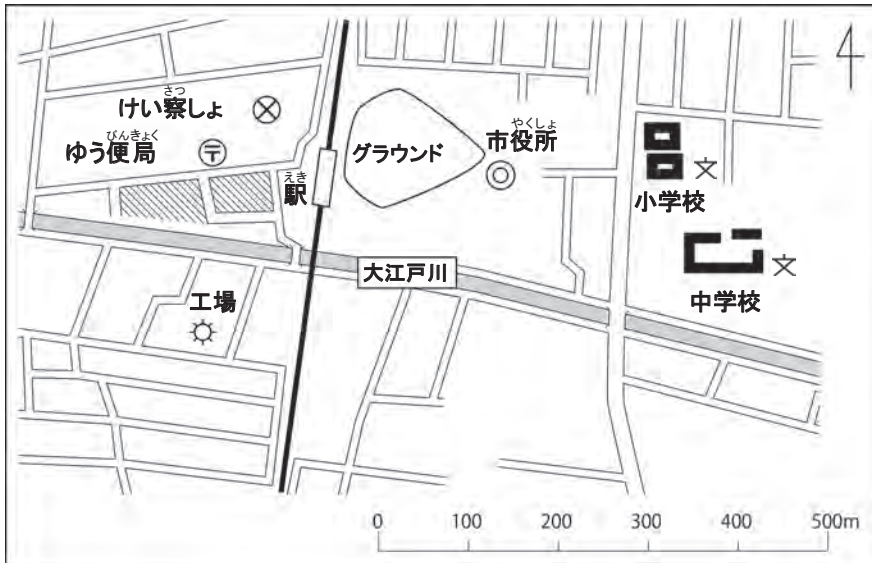 けい察しょ
さつ
ゆう便局
びんきょく
〒
駅
えき
グラウンド
市役所
やくしょ
文
小学校
文
中学校
大江戸川
工場
0 100 200 300 400 500m